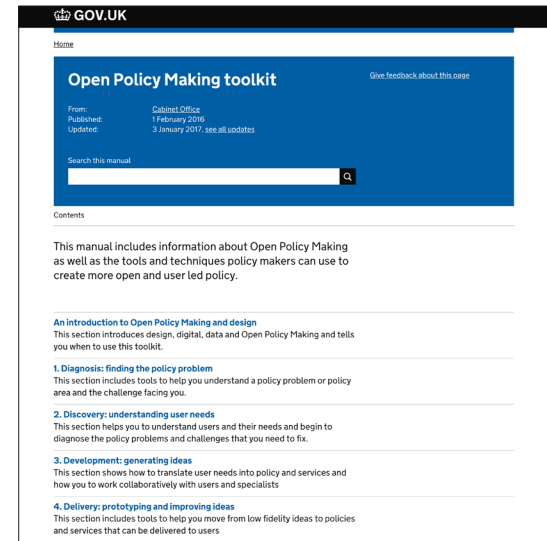 GOV.UK
Home
Open Policy Making toolkit
Give feedback about this page
From: Cabinet Office
Published: 1 February 2016
Updated: 3 January 2017, see all updates
Search this manual
Contents
This manual includes information about Open Policy Making
as well as the tools and techniques policy makers can use to
create more open and user led policy.
An introduction to Open Policy Making and design
This section introduces design, digital, data and Open Policy Making and tells
you when to use this toolkit.
1. Diagnosis: finding the policy problem
This section includes tools to help you understand a policy problem or policy
area and the challenge facing you.
2. Discovery: understanding user needs
This section helps you to understand users and their needs and begin to
diagnose the policy problems and challenges that you need to fix.
3. Development: generating ideas
This section shows how to translate user needs into policy and services and
how you to work collaboratively with users and specialists
4. Delivery: prototyping and improving ideas
This section includes tools to help you move from low fidelity ideas to policies
and services that can be delivered to users